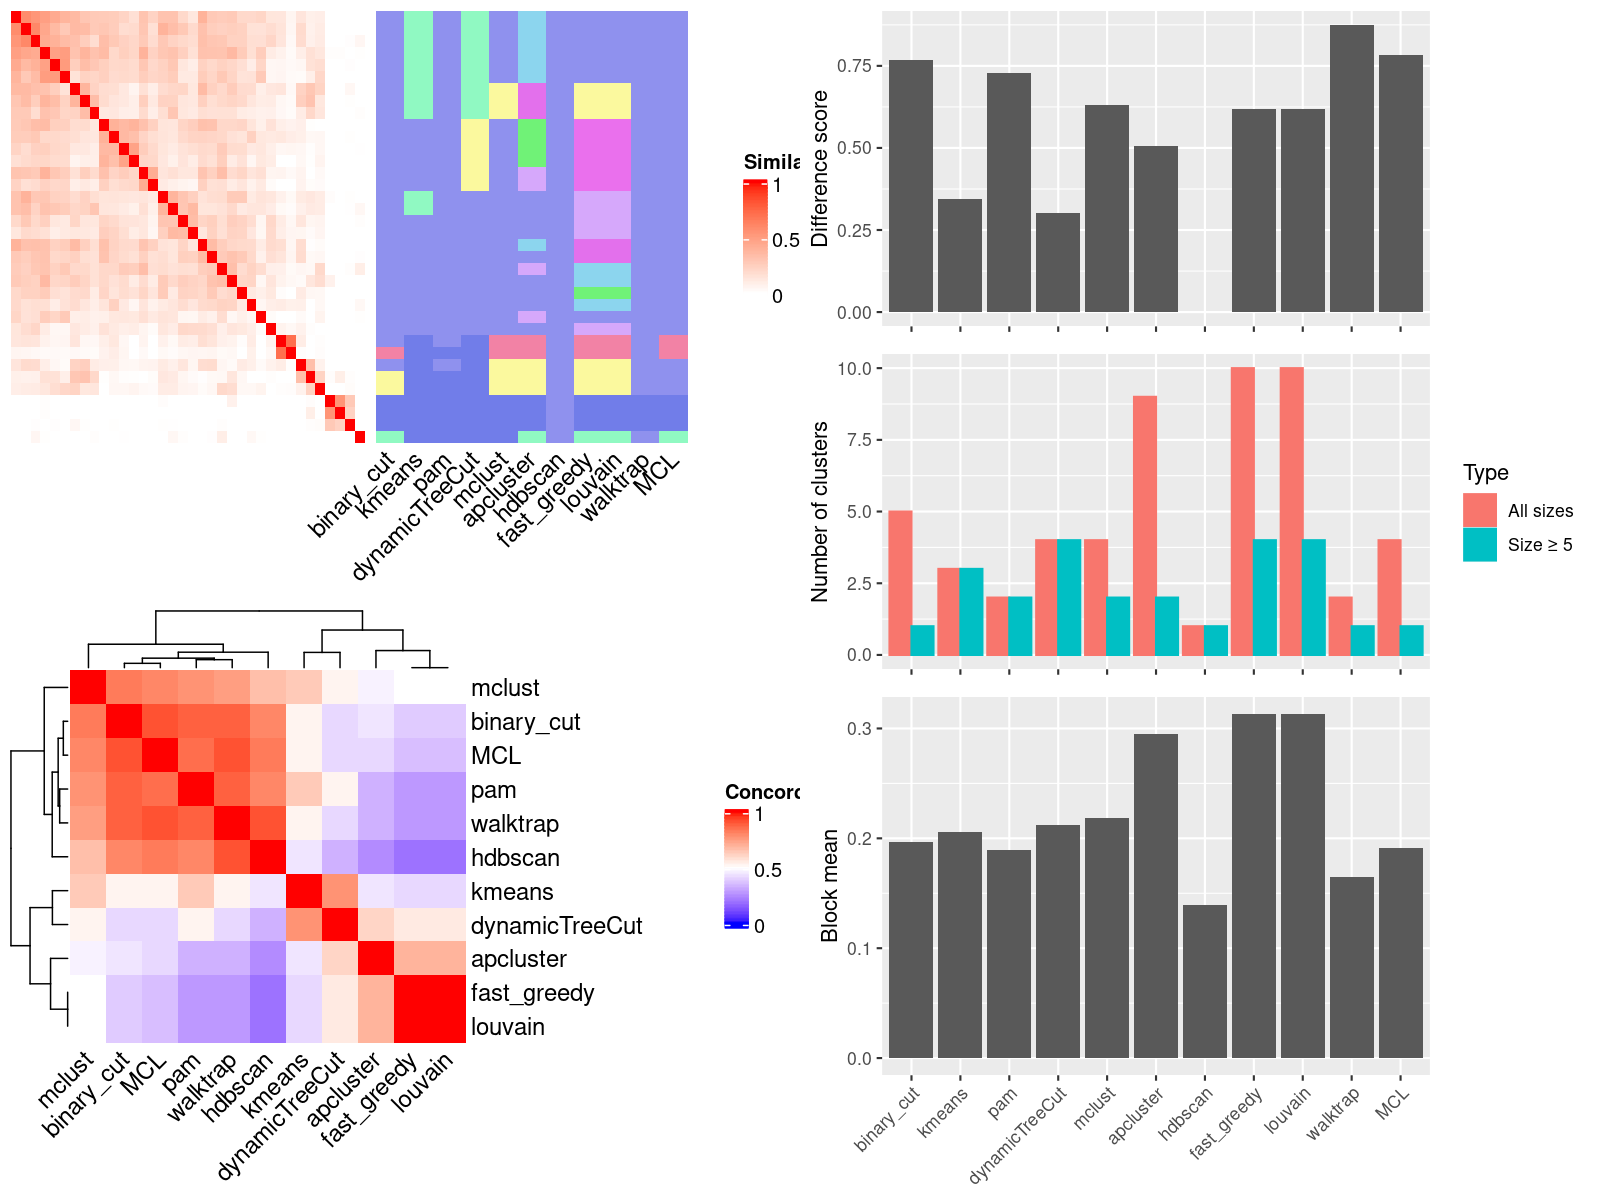 Simila
1
0.5
0
binary_cut
kmeans
pam
dynamicTreeCut
mclust
apcluster
hdbscan
fast_greedy
louvain
walktrap
MCL
mclust
binary_cut
MCL
pam
walktrap
hdbscan
kmeans
dynamicTreeCut
apcluster
fast_greedy
louvain
mclust
binary_cut
MCL
pam
walktrap
hdbscan
kmeans
dynamicTreeCut
apcluster
fast_greedy
louvain
Concord
1
0.5
0
Difference score
0.75
0.50
0.25
0.00
Number of clusters
10.0
7.5
5.0
2.5
0.0
Type
All sizes
Size ≥ 5
Block mean
0.3
0.2
0.1
0.0
binary_cut
kmeans
pam
dynamicTreeCut
mclust
apcluster
hdbscan
fast_greedy
louvain
walktrap
MCL